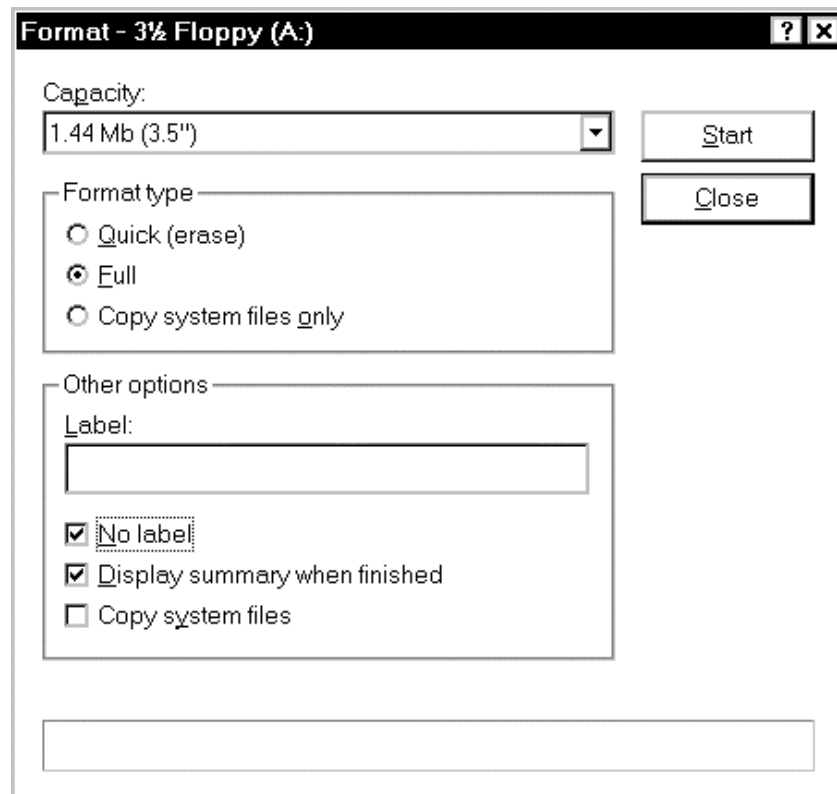 Format - 3½ Floppy (A:)
?
Capacity:
1.44 Mb (3.5")
Start
Close
Format type
Quick (erase)
Full
Copy system files only
Other options
Label:
No label
Display summary when finished
Copy system files